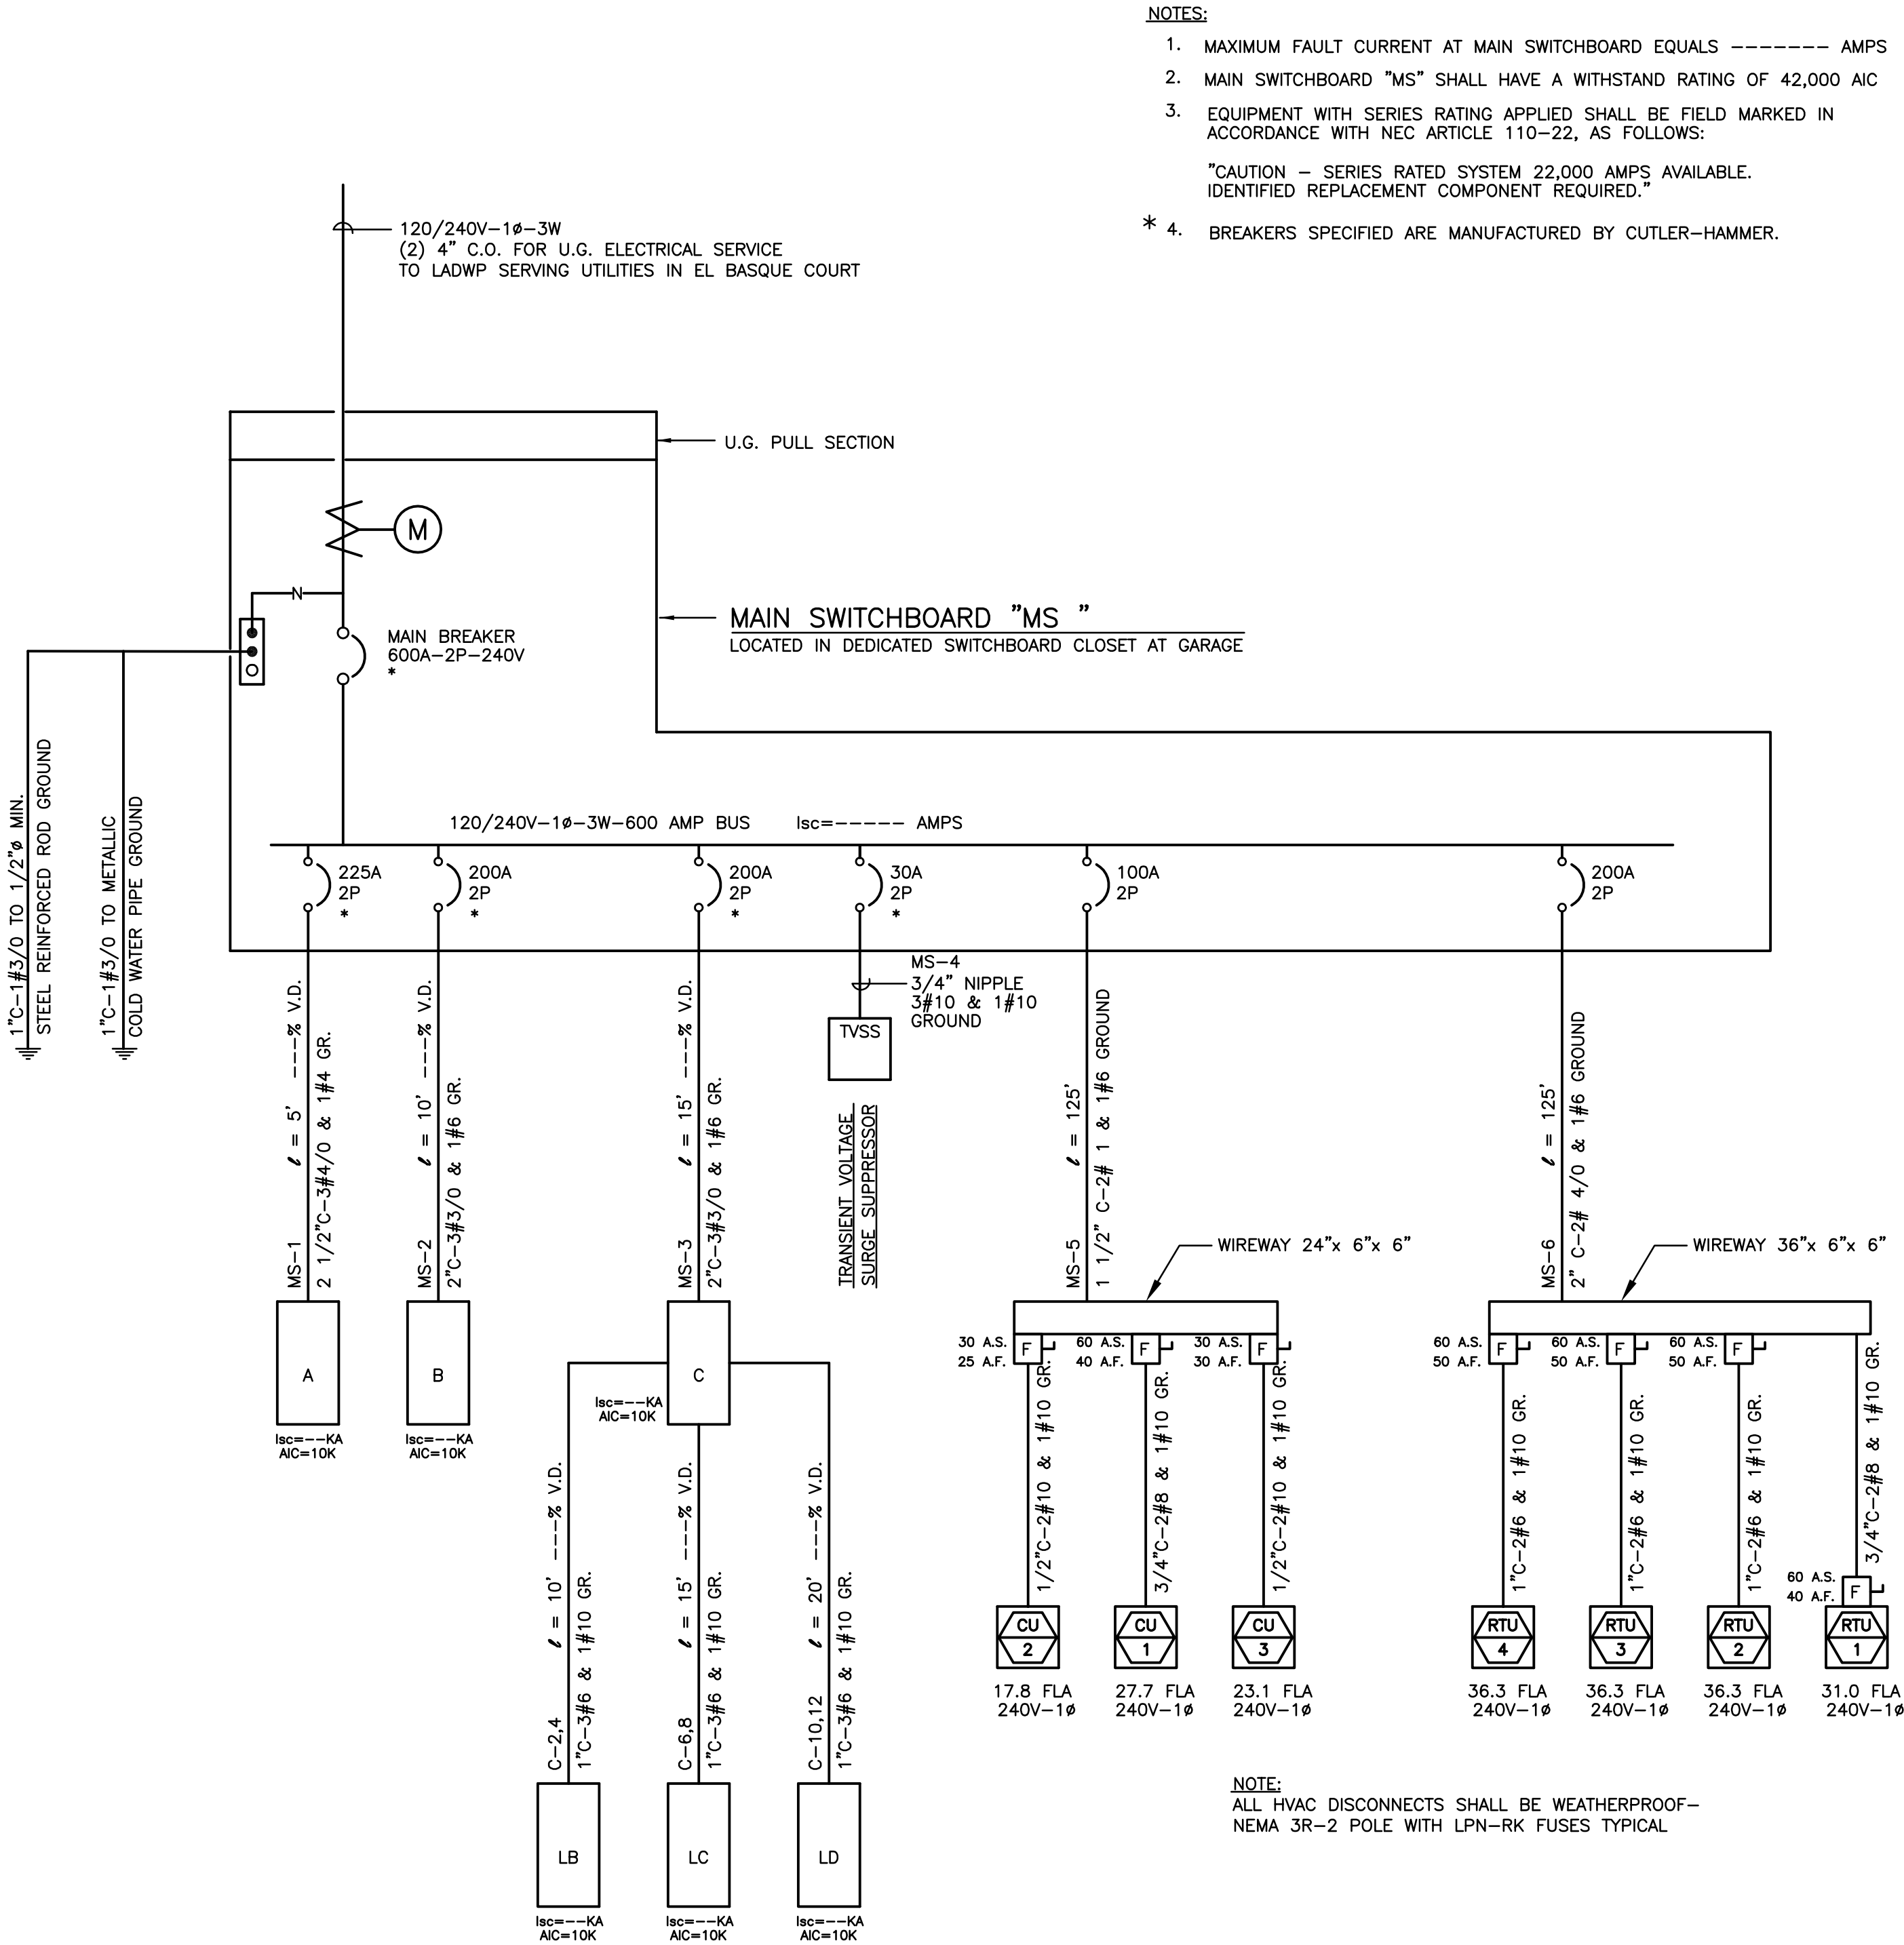 NOTES:
1. MAXIMUM FAULT CURRENT AT MAIN SWITCHBOARD EQUALS ------- AMPS
2. MAIN SWITCHBOARD "MS" SHALL HAVE A WITHSTAND RATING OF 42,000 AIC
3. EQUIPMENT WITH SERIES RATING APPLIED SHALL BE FIELD MARKED IN
ACCORDANCE WITH NEC ARTICLE 110-22, AS FOLLOWS:
"CAUTION - SERIES RATED SYSTEM 22,000 AMPS AVAILABLE.
IDENTIFIED REPLACEMENT COMPONENT REQUIRED."
* 4. BREAKERS SPECIFIED ARE MANUFACTURED BY CUTLER-HAMMER.
120/240V-1ø-3W
(2) 4" C.O. FOR U.G. ELECTRICAL SERVICE
TO LADWP SERVING UTILITIES IN EL BASQUE COURT
U.G. PULL SECTION
M
N
MAIN BREAKER
600A-2P-240V
*
MAIN SWITCHBOARD "MS "
LOCATED IN DEDICATED SWITCHBOARD CLOSET AT GARAGE
1"C-1#3/0 TO 1/2"ø MIN.
STEEL REINFORCED ROD GROUND
1"C-1#3/0 TO METALLIC
COLD WATER PIPE GROUND
120/240V-1ø-3W-600 AMP BUS Isc=----- AMPS
225A
2P
*
200A
2P
*
200A
2P
*
30A
2P
*
100A
2P
200A
2P
MS-1 ℓ = 5' ----% V.D.
2 1/2"C-3#4/0 & 1#4 GR.
MS-2 ℓ = 10' ----% V.D.
2"C-3#3/0 & 1#6 GR.
MS-3 ℓ = 15' ----% V.D.
2"C-3#3/0 & 1#6 GR.
MS-4
3/4" NIPPLE
3#10 & 1#10
GROUND
TVSS
TRANSIENT VOLTAGE
SURGE SUPPRESSOR
MS-5 ℓ = 125'
1 1/2" C-2# 1 & 1#6 GROUND
MS-6 ℓ = 125'
2" C-2# 4/0 & 1#6 GROUND
WIREWAY 24"x 6"x 6"
WIREWAY 36"x 6"x 6"
A
Isc=--KA
AIC=10K
B
Isc=--KA
AIC=10K
C
Isc=--KA
AIC=10K
30 A.S.
25 A.F.
F
60 A.S.
40 A.F.
F
30 A.S.
30 A.F.
F
60 A.S.
50 A.F.
F
60 A.S.
50 A.F.
F
60 A.S.
50 A.F.
F
1/2"C-2#10 & 1#10 GR.
3/4"C-2#8 & 1#10 GR.
1/2"C-2#10 & 1#10 GR.
1"C-2#6 & 1#10 GR.
1"C-2#6 & 1#10 GR.
1"C-2#6 & 1#10 GR.
3/4"C-2#8 & 1#10 GR.
60 A.S.
40 A.F.
F
CU
2
17.8 FLA
240V-1ø
CU
1
27.7 FLA
240V-1ø
CU
3
23.1 FLA
240V-1ø
RTU
4
36.3 FLA
240V-1ø
RTU
3
36.3 FLA
240V-1ø
RTU
2
36.3 FLA
240V-1ø
RTU
1
31.0 FLA
240V-1ø
C-2,4 ℓ = 10' ----% V.D.
1"C-3#6 & 1#10 GR.
C-6,8 ℓ = 15' ----% V.D.
1"C-3#6 & 1#10 GR.
C-10,12 ℓ = 20' ----% V.D.
1"C-3#6 & 1#10 GR.
LB
Isc=--KA
AIC=10K
LC
Isc=--KA
AIC=10K
LD
Isc=--KA
AIC=10K
NOTE:
ALL HVAC DISCONNECTS SHALL BE WEATHERPROOF-
NEMA 3R-2 POLE WITH LPN-RK FUSES TYPICAL